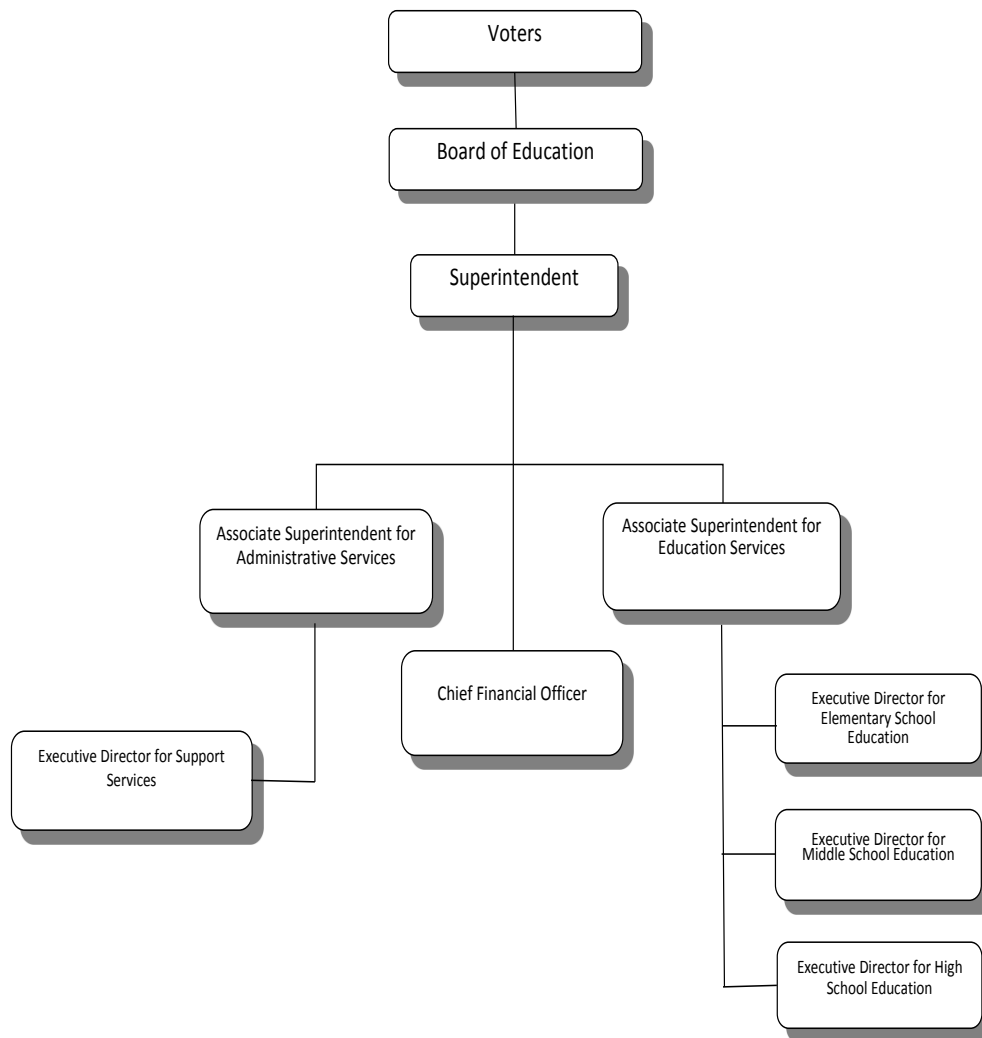 Voters
Board of Education
Superintendent
Associate Superintendent for
Administrative Services
Associate Superintendent for
Education Services
Chief Financial Officer
Executive Director for Support
Services
Executive Director for
Elementary School
Education
Executive Director for
Middle School Education
Executive Director for High
School Education